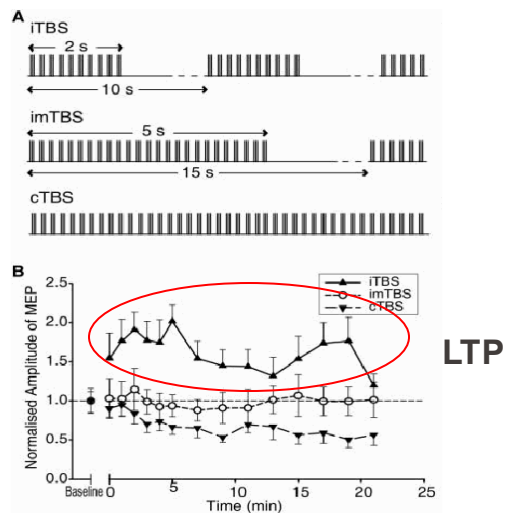 A
iTBS
2 s
10 s
imTBS
5 s
15 s
cTBS
B
2.5
2.0
1.5
1.0
0.5
0.0
Normalised Amplitude of MEP
iTBS
imTBS
cTBS
LTP
Baseline 0 5 10 15 20 25
Time (min)